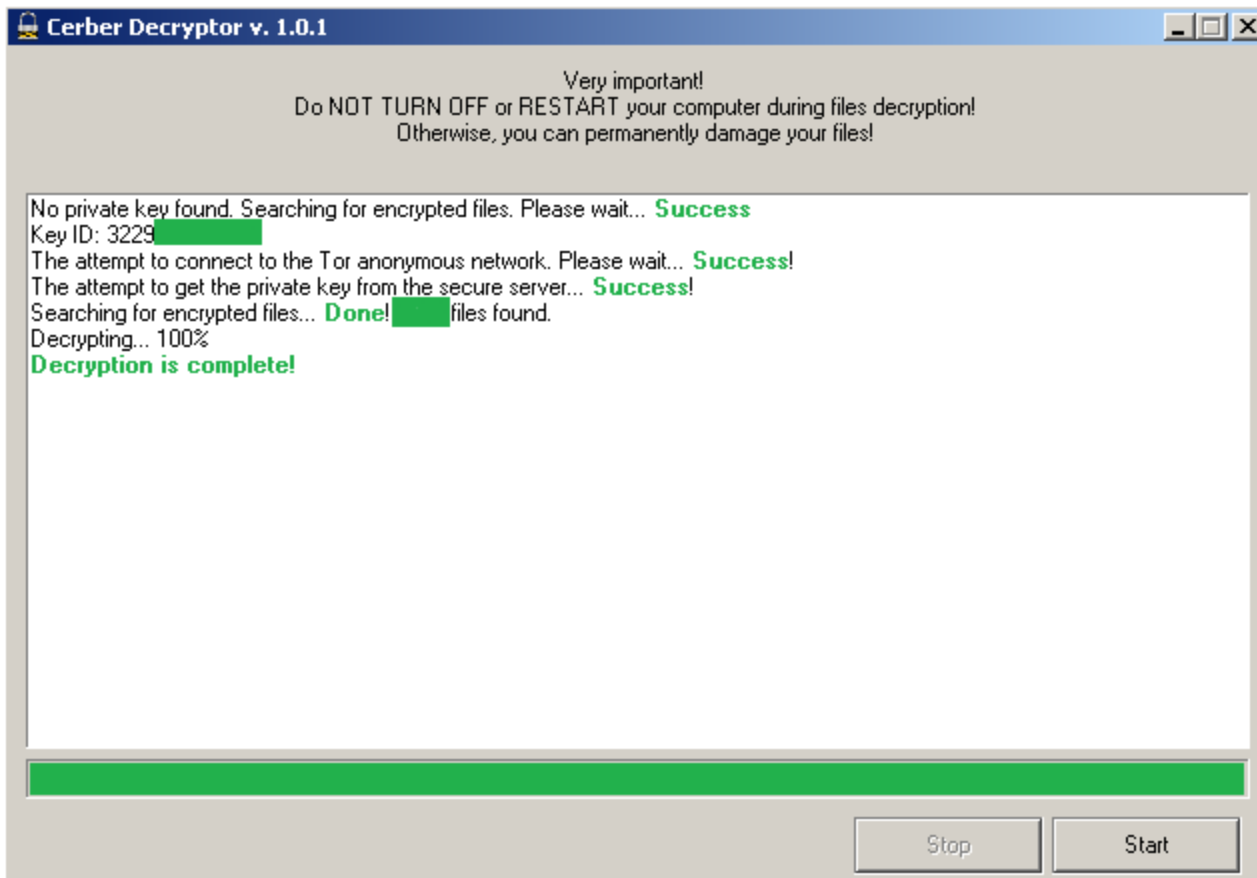 Cerber Decryptor v. 1.0.1
Very important!
Do NOT TURN OFF or RESTART your computer during files decryption!
Otherwise, you can permanently damage your files!
No private key found. Searching for encrypted files. Please wait... Success
Key ID: 3229
The attempt to connect to the Tor anonymous network. Please wait... Success!
The attempt to get the private key from the secure server... Success!
Searching for encrypted files... Done! files found.
Decrypting... 100%
Decryption is complete!
Stop Start